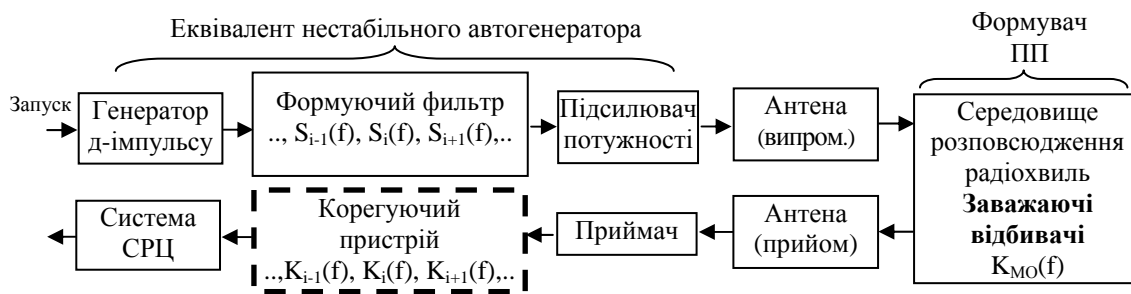 Еквівалент нестабільного автогенератора
Формувач
ПП
Запуск
Генератор
д-імпульсу
Формуючий фильтр
.., Si-1(f), Si(f), Si+1(f),..
Підсилювач
потужності
Антена
(випром.)
Середовище
розповсюдження
радіохвиль
Заважаючі
відбивачі
KMO(f)
Система
СРЦ
Корегуючий
пристрій
..,Ki-1(f), Ki(f), Ki+1(f),..
Приймач
Антена
(прийом)